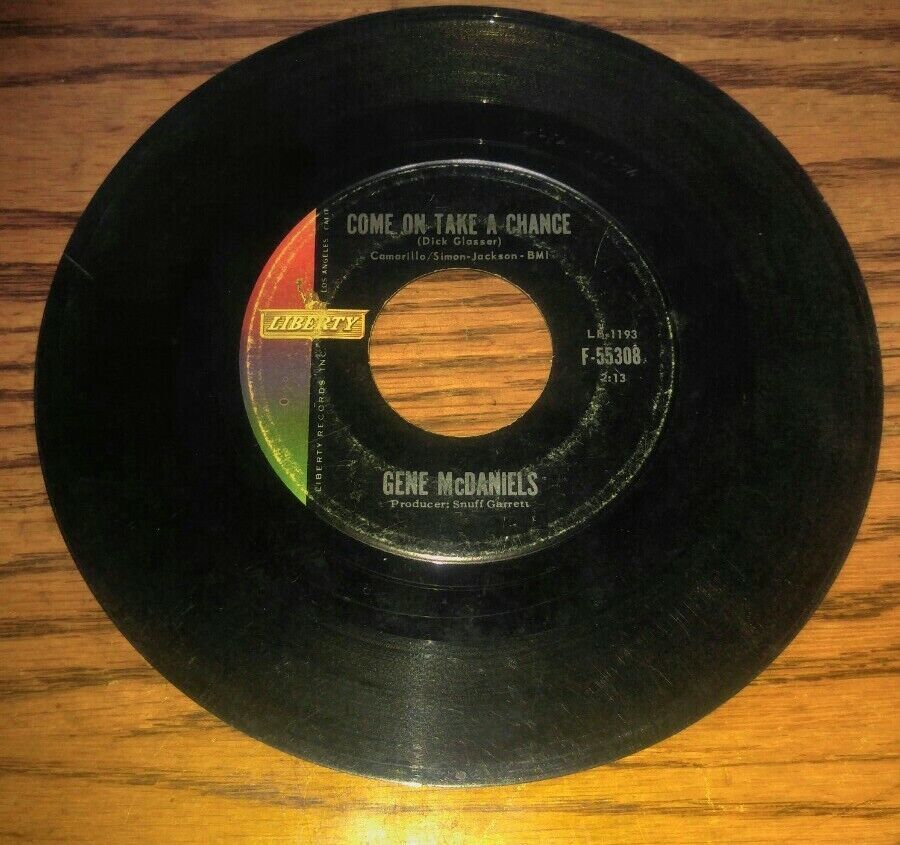 COME ON TAKE A CHANCE
(Dick Glasser)
Camarillo/Simon-Jackson - BMI
LIBERTY
LB-1193
F-55308
2:13
GENE McDANIELS
Producer: Snuff Garrett
LIBERTY RECORDS INC. LOS ANGELES CALIF